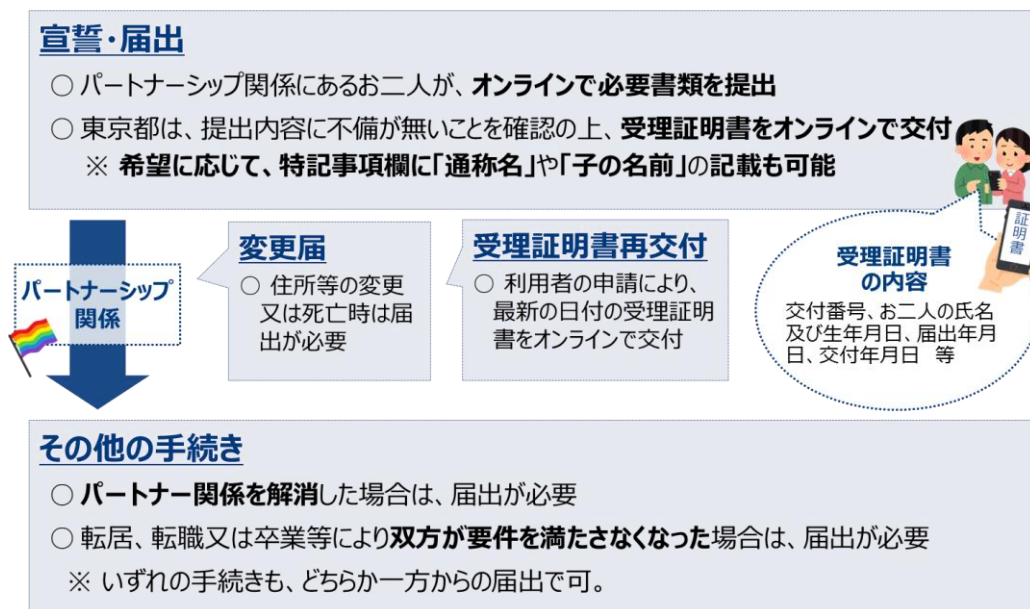 宣誓・届出
○ パートナーシップ関係にあるお二人が、オンラインで必要書類を提出
○ 東京都は、提出内容に不備が無いことを確認の上、受理証明書をオンラインで交付
※ 希望に応じて、特記事項欄に「通称名」や「子の名前」の記載も可能
パートナーシップ
関係
変更届
○ 住所等の変更
又は死亡時は届
出が必要
受理証明書再交付
○ 利用者の申請により、
最新の日付の受理証明
書をオンラインで交付
証明書
受理証明書
の内容
交付番号、お二人の氏名
及び生年月日、届出年月
日、交付年月日 等
その他の手続き
○ パートナー関係を解消した場合は、届出が必要
○ 転居、転職又は卒業等により双方が要件を満たさなくなった場合は、届出が必要
※ いずれの手続きも、どちらか一方からの届出で可。